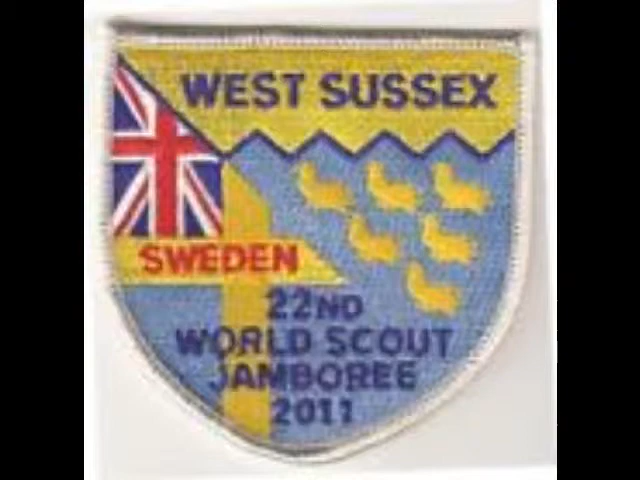 WEST SUSSEX
SWEDEN
22ND
WORLD SCOUT
JAMBOREE
2011